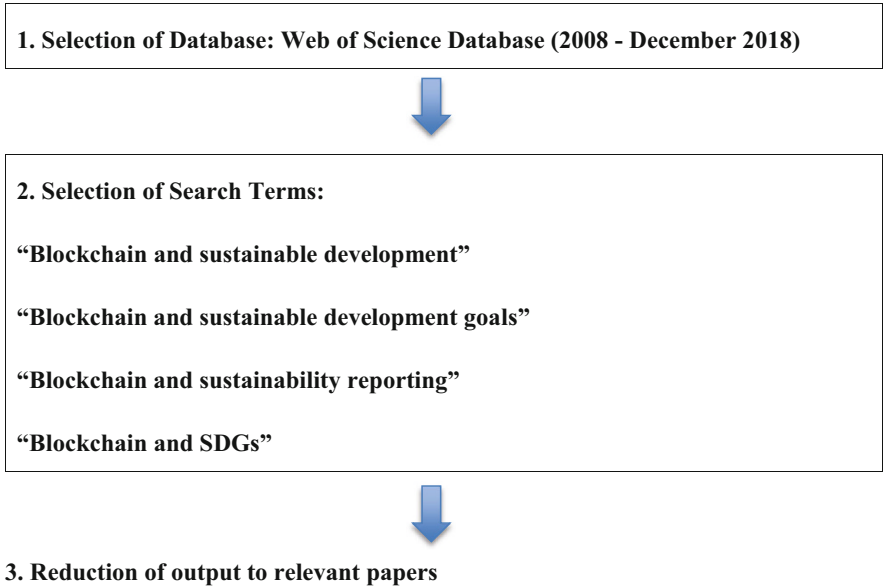 1. Selection of Database: Web of Science Database (2008 - December 2018)
2. Selection of Search Terms:
“Blockchain and sustainable development”
“Blockchain and sustainable development goals”
“Blockchain and sustainability reporting”
“Blockchain and SDGs”
3. Reduction of output to relevant papers